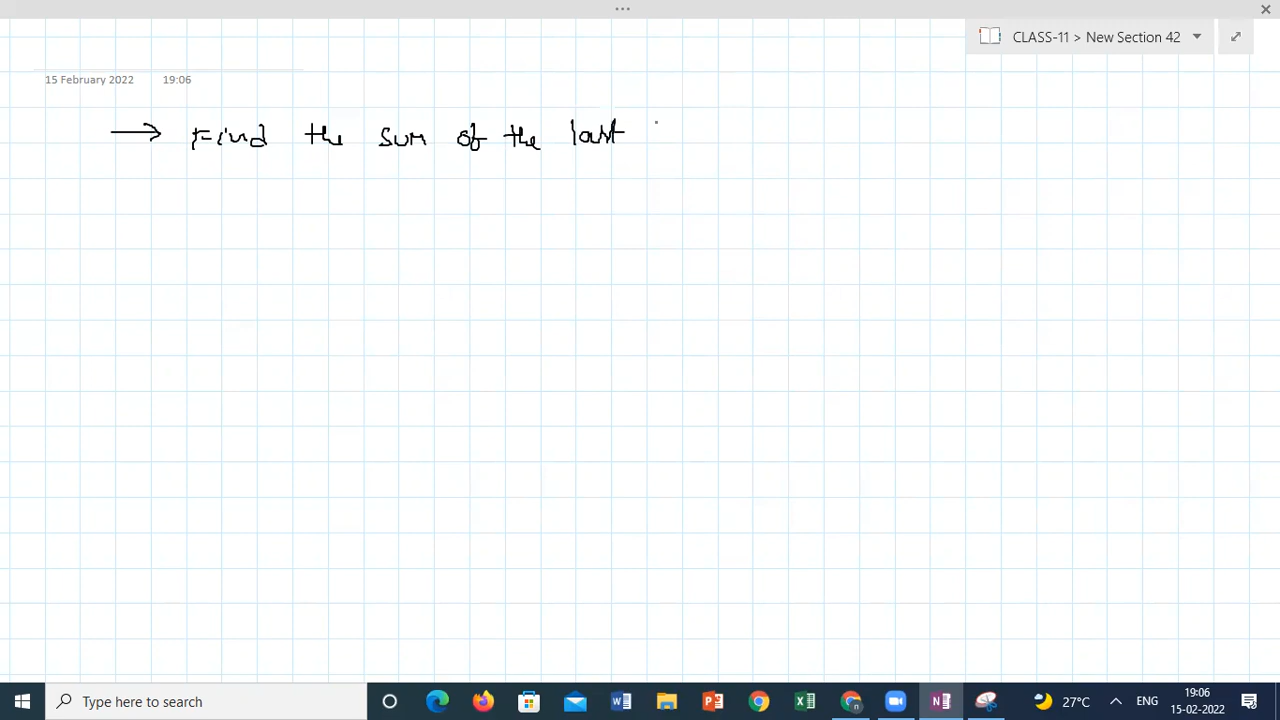 CLASS-11 > New Section 42
15 February 2022 19:06
→ Find the sum of the last
Type here to search
27°C ENG 19:06
15-02-2022